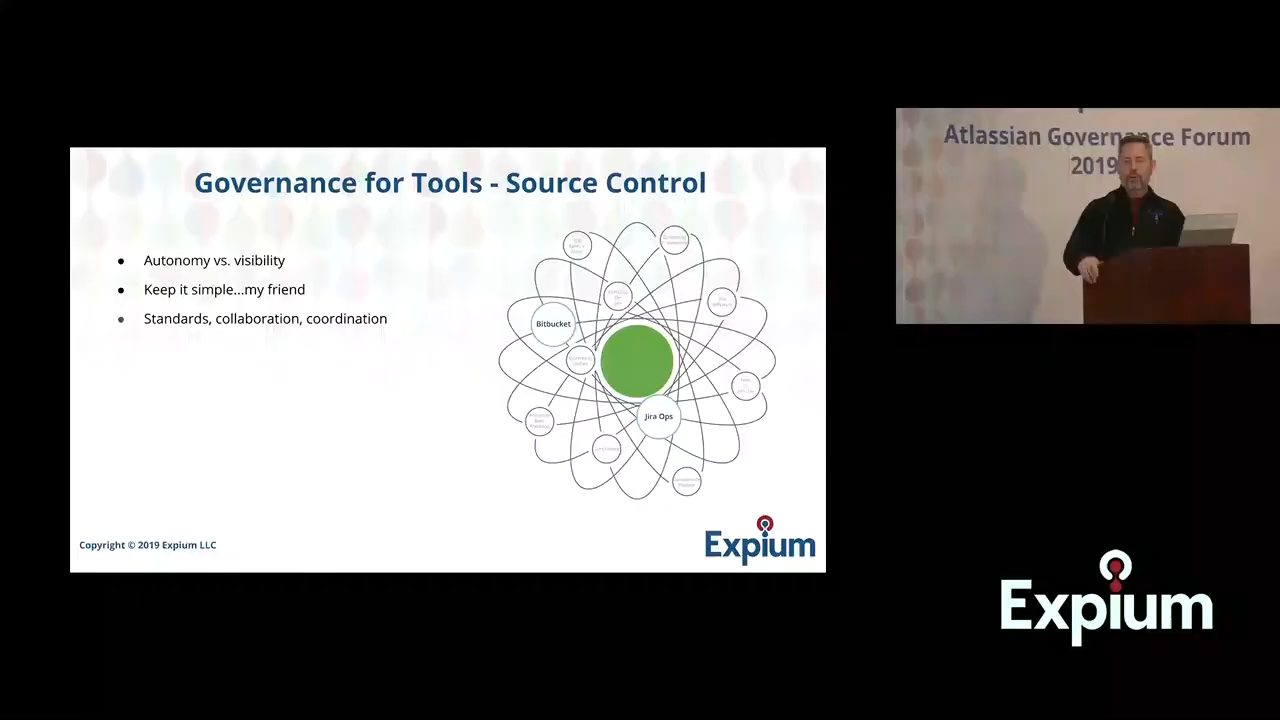 Governance for Tools - Source Control
Autonomy vs. visibility
Keep it simple...my friend
Standards, collaboration, coordination
Bitbucket
Jira Ops
Copyright © 2019 Expium LLC
Expium
Atlassian Governance Forum
2019
Expium